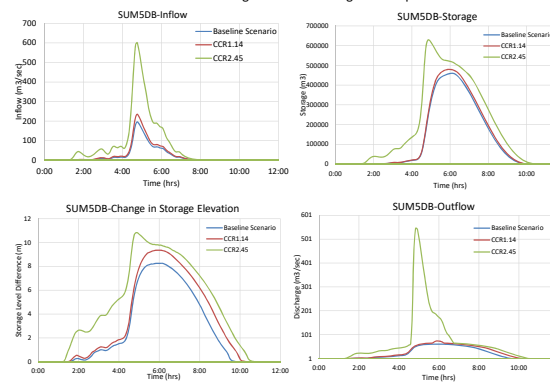 SUM5DB-Inflow
Baseline Scenario
CCR1.14
CCR2.45
Inflow (m3/sec)
700
600
500
400
300
200
100
0
0:00 2:00 4:00 6:00 8:00 10:00 12:00
Time (hrs)
SUM5DB-Storage
Baseline Scenario
CCR1.14
CCR2.45
Storage (m3)
700000
600000
500000
400000
300000
200000
100000
0
0:00 2:00 4:00 6:00 8:00 10:00
Time (hrs)
SUM5DB-Change in Storage Elevation
Baseline Scenario
CCR1.14
CCR2.45
Storage Level Difference (m)
12
10
8
6
4
2
0
0:00 2:00 4:00 6:00 8:00 10:00 12:00
Time (hrs)
SUM5DB-Outflow
Baseline Scenario
CCR1.14
CCR2.45
Discharge (m3/sec)
601
501
401
301
201
101
1
0:00 2:00 4:00 6:00 8:00 10:00
Time (hrs)